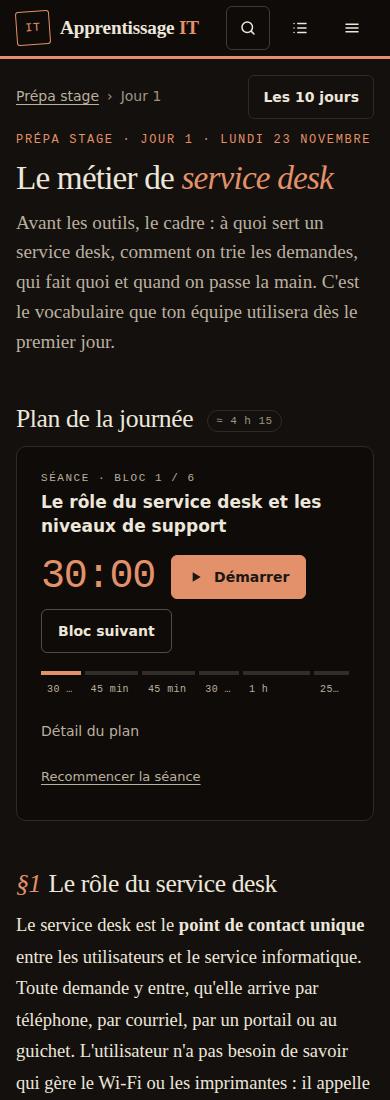 IT Apprentissage IT
Prépa stage › Jour 1
Les 10 jours
PRÉPA STAGE · JOUR 1 · LUNDI 23 NOVEMBRE
Le métier de service desk
Avant les outils, le cadre : à quoi sert un
service desk, comment on trie les demandes,
qui fait quoi et quand on passe la main. C'est
le vocabulaire que ton équipe utilisera dès le
premier jour.
Plan de la journée
≈ 4 h 15
SÉANCE · BLOC 1 / 6
Le rôle du service desk et les
niveaux de support
30:00
Démarrer
Bloc suivant
30 … 45 min 45 min 30 … 1 h 25…
Détail du plan
Recommencer la séance
§1 Le rôle du service desk
Le service desk est le point de contact unique
entre les utilisateurs et le service informatique.
Toute demande y entre, qu'elle arrive par
téléphone, par courriel, par un portail ou au
guichet. L'utilisateur n'a pas besoin de savoir
qui gère le Wi-Fi ou les imprimantes : il appelle